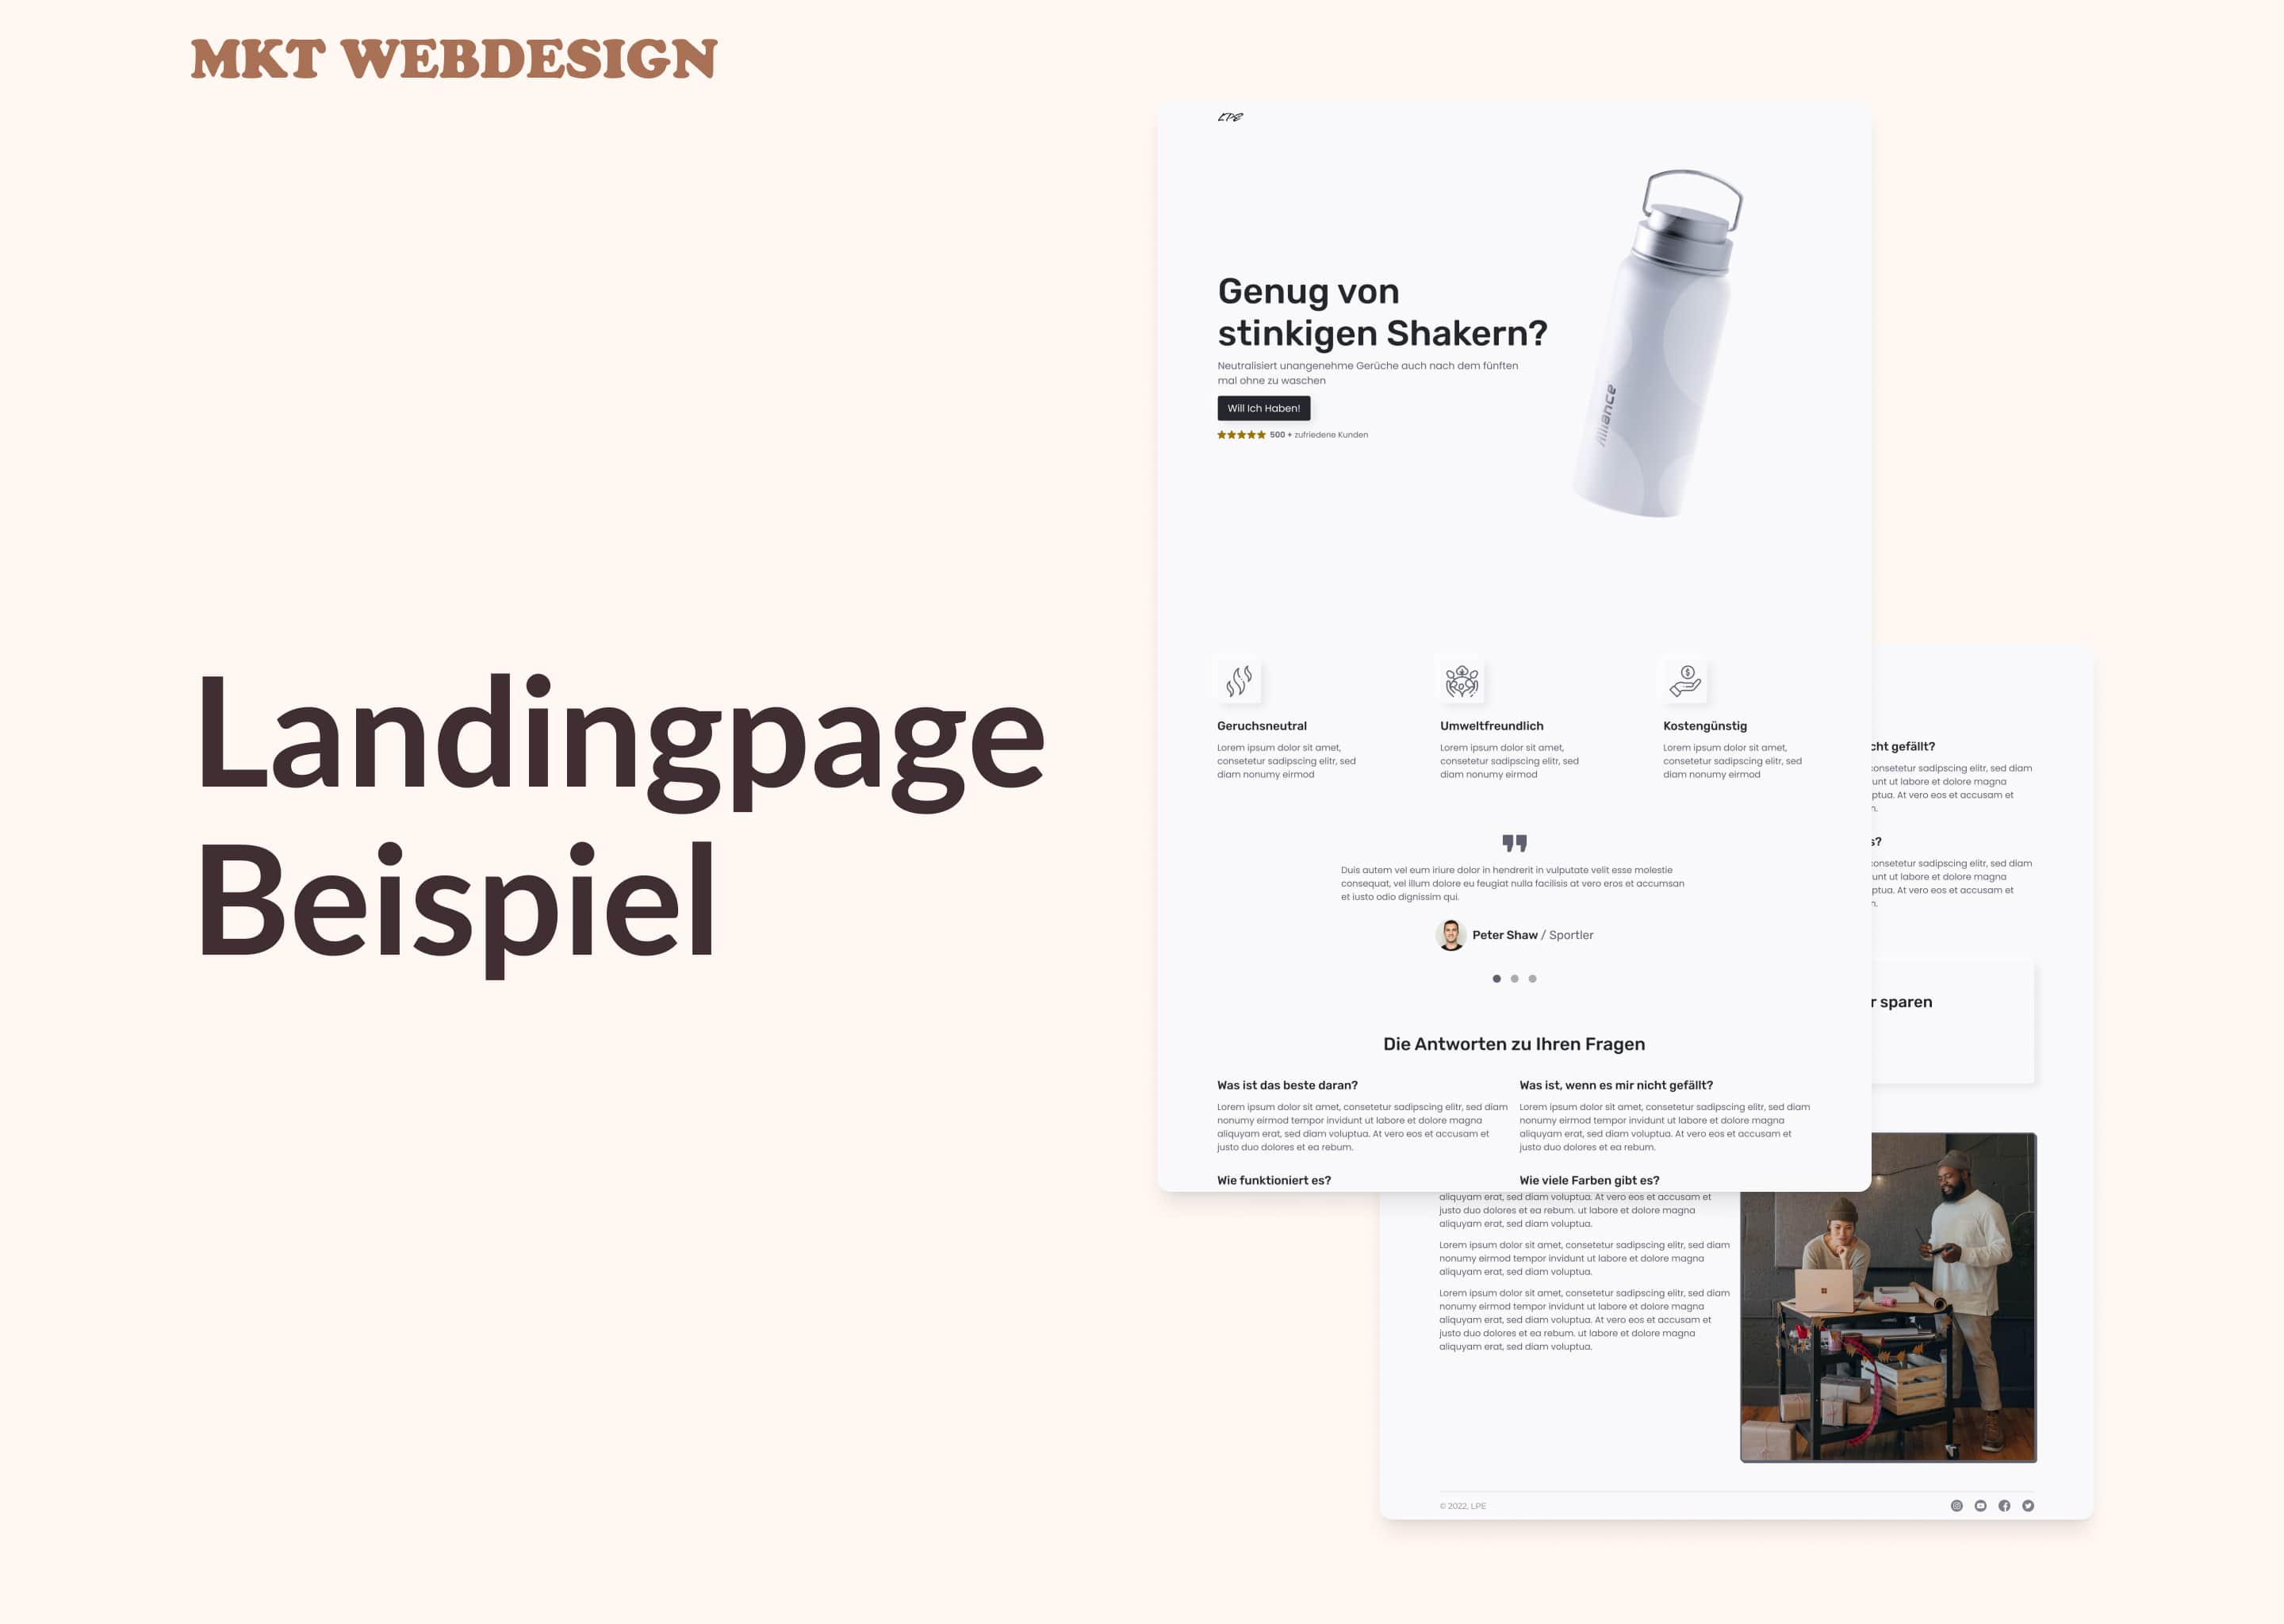 MKT WEBDESIGN
Landingpage
Beispiel
LPE
Genug von
stinkigen Shakern?
Neutralisiert unangenehme Gerüche auch nach dem fünften
mal ohne zu waschen
Will Ich Haben!
500 + zufriedene Kunden
Alliance
Geruchsneutral
Lorem ipsum dolor sit amet,
consetetur sadipscing elitr, sed
diam nonumy eirmod
Umweltfreundlich
Lorem ipsum dolor sit amet,
consetetur sadipscing elitr, sed
diam nonumy eirmod
Kostengünstig
Lorem ipsum dolor sit amet,
consetetur sadipscing elitr, sed
diam nonumy eirmod
Duis autem vel eum iriure dolor in hendrerit in vulputate velit esse molestie
consequat, vel illum dolore eu feugiat nulla facilisis at vero eros et accumsan
et iusto odio dignissim qui.
Peter Shaw / Sportler
Die Antworten zu Ihren Fragen
Was ist das beste daran?
Lorem ipsum dolor sit amet, consetetur sadipscing elitr, sed diam
nonumy eirmod tempor invidunt ut labore et dolore magna
aliquyam erat, sed diam voluptua. At vero eos et accusam et
justo duo dolores et ea rebum.
Was ist, wenn es mir nicht gefällt?
Lorem ipsum dolor sit amet, consetetur sadipscing elitr, sed diam
nonumy eirmod tempor invidunt ut labore et dolore magna
aliquyam erat, sed diam voluptua. At vero eos et accusam et
justo duo dolores et ea rebum.
Wie funktioniert es?
Wie viele Farben gibt es?
cht gefällt?
consetetur sadipscing elitr, sed diam
unt ut labore et dolore magna
ptua. At vero eos et accusam et
s?
consetetur sadipscing elitr, sed diam
unt ut labore et dolore magna
ptua. At vero eos et accusam et
r sparen
aliquyam erat, sed diam voluptua. At vero eos et accusam et
justo duo dolores et ea rebum. ut labore et dolore magna
aliquyam erat, sed diam voluptua.
Lorem ipsum dolor sit amet, consetetur sadipscing elitr, sed diam
nonumy eirmod tempor invidunt ut labore et dolore magna
aliquyam erat, sed diam voluptua.
Lorem ipsum dolor sit amet, consetetur sadipscing elitr, sed diam
nonumy eirmod tempor invidunt ut labore et dolore magna
aliquyam erat, sed diam voluptua. At vero eos et accusam et
justo duo dolores et ea rebum. ut labore et dolore magna
aliquyam erat, sed diam voluptua.
© 2022, LPE